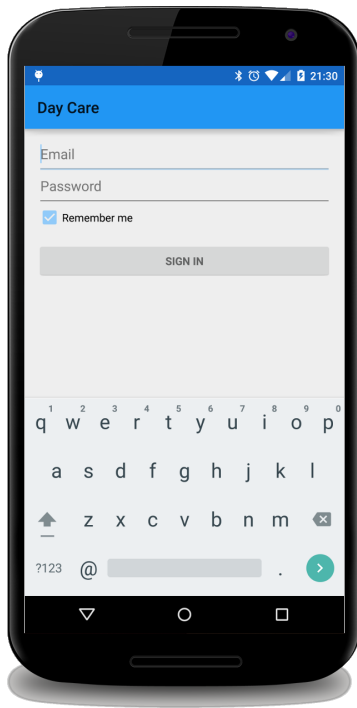 21:30
Day Care
Email
Password
Remember me
SIGN IN
1 2 3 4 5 6 7 8 9 0
q w e r t y u i o p
a s d f g h j k l
z x c v b n m
?123 @ .